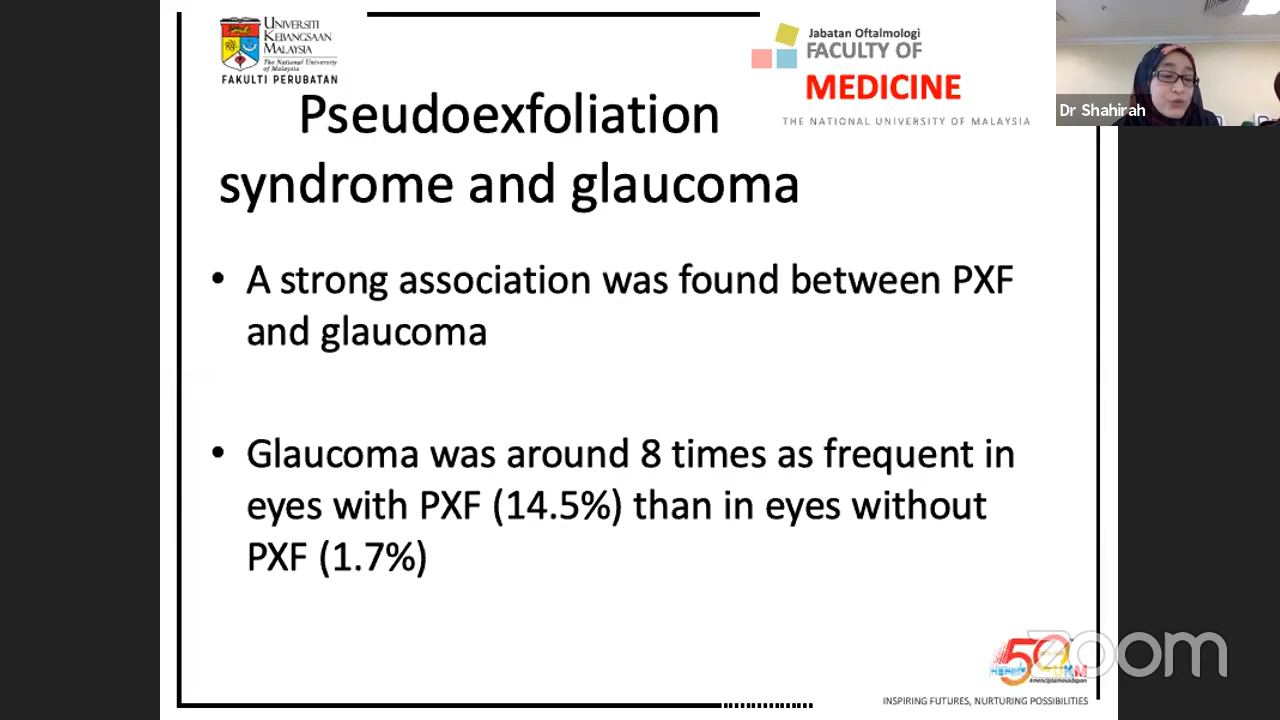 UNIVERSITI
KEBANGSAAN
MALAYSIA
The National University
of Malaysia
FAKULTI PERUBATAN
Jabatan Oftalmologi
FACULTY OF
MEDICINE
THE NATIONAL UNIVERSITY OF MALAYSIA
Dr Shahirah
Pseudoexfoliation
syndrome and glaucoma
• A strong association was found between PXF
and glaucoma
• Glaucoma was around 8 times as frequent in
eyes with PXF (14.5%) than in eyes without
PXF (1.7%)
50
UKM
zoom
INSPIRING FUTURES, NURTURING POSSIBILITIES